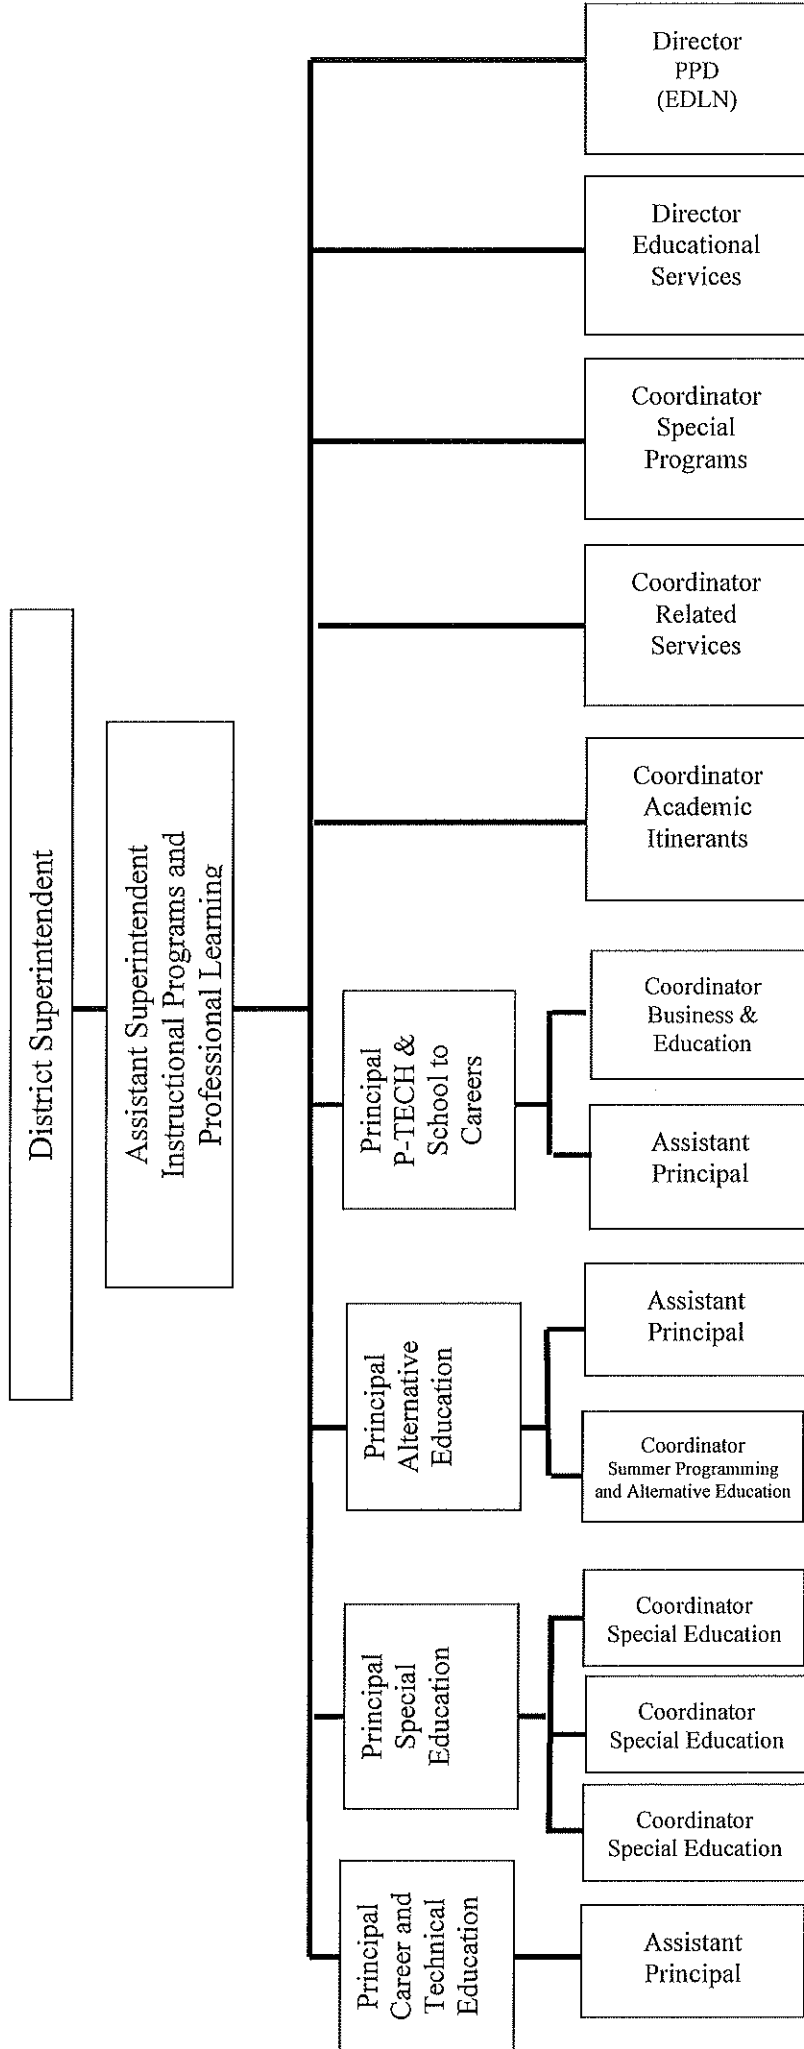 District Superintendent
Assistant Superintendent
Instructional Programs and
Professional Learning
Principal
Career and
Technical
Education
Principal
Special
Education
Principal
Alternative
Education
Principal
P-TECH &
School to
Careers
Assistant
Principal
Coordinator
Special Education
Coordinator
Special Education
Coordinator
Special Education
Coordinator
Summer Programming
and Alternative Education
Assistant
Principal
Assistant
Principal
Coordinator
Business &
Education
Coordinator
Academic
Itinerants
Coordinator
Related
Services
Coordinator
Special
Programs
Director
Educational
Services
Director
PPD
(EDLN)